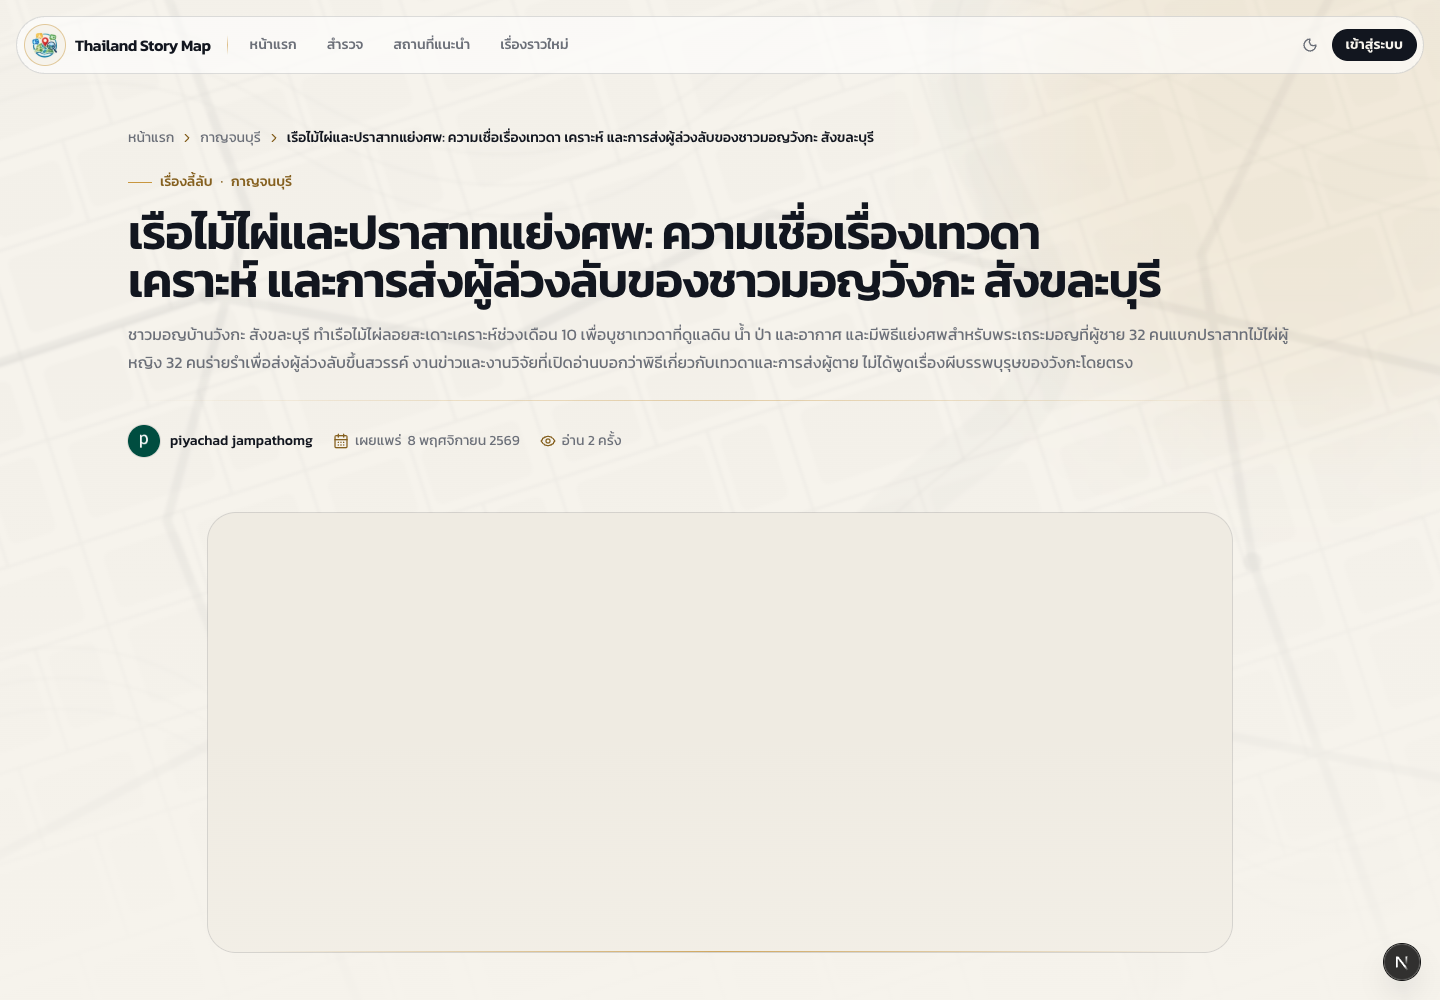 Thailand Story Map
หน้าแรก
สำรวจ
สถานที่แนะนำ
เรื่องราวใหม่
เข้าสู่ระบบ
หน้าแรก > กาญจนบุรี > เรือไม้ไผ่และปราสาทแย่งศพ: ความเชื่อเรื่องเทวดา เคราะห์ และการส่งผู้ล่วงลับของชาวมอญวังกะ สังขละบุรี
เรื่องลี้ลับ · กาญจนบุรี
เรือไม้ไผ่และปราสาทแย่งศพ: ความเชื่อเรื่องเทวดา
เคราะห์ และการส่งผู้ล่วงลับของชาวมอญวังกะ สังขละบุรี
ชาวมอญบ้านวังกะ สังขละบุรี ทำเรือไม้ไผ่ลอยสะเดาะเคราะห์ช่วงเดือน 10 เพื่อบูชาเทวดาที่ดูแลดิน น้ำ ป่า และอากาศ และมีพิธีแย่งศพสำหรับพระเถระมอญที่ผู้ชาย 32 คนแบกปราสาทไม้ไผ่ผู้
หญิง 32 คนร่ายรำเพื่อส่งผู้ล่วงลับขึ้นสวรรค์ งานข่าวและงานวิจัยที่เปิดอ่านบอกว่าพิธีเกี่ยวกับเทวดาและการส่งผู้ตาย ไม่ได้พูดเรื่องผีบรรพบุรุษของวังกะโดยตรง
p
piyachad jampathomg
เผยแพร่ 8 พฤศจิกายน 2569
อ่าน 2 ครั้ง
N